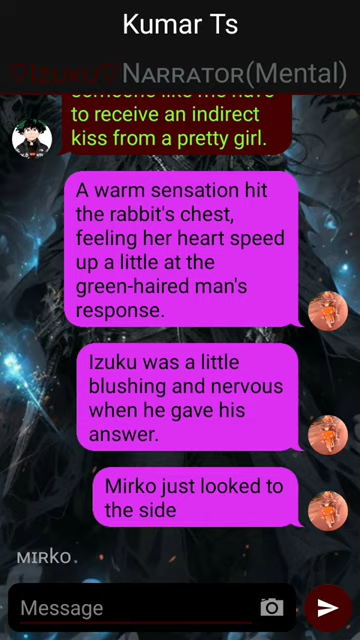 Kumar Ts
♡Izuku♡Narrator(Mental)
someone like me have
to receive an indirect
kiss from a pretty girl.
A warm sensation hit
the rabbit's chest,
feeling her heart speed
up a little at the
green-haired man's
response.
Izuku was a little
blushing and nervous
when he gave his
answer.
Mirko just looked to
the side
Mirko
Message